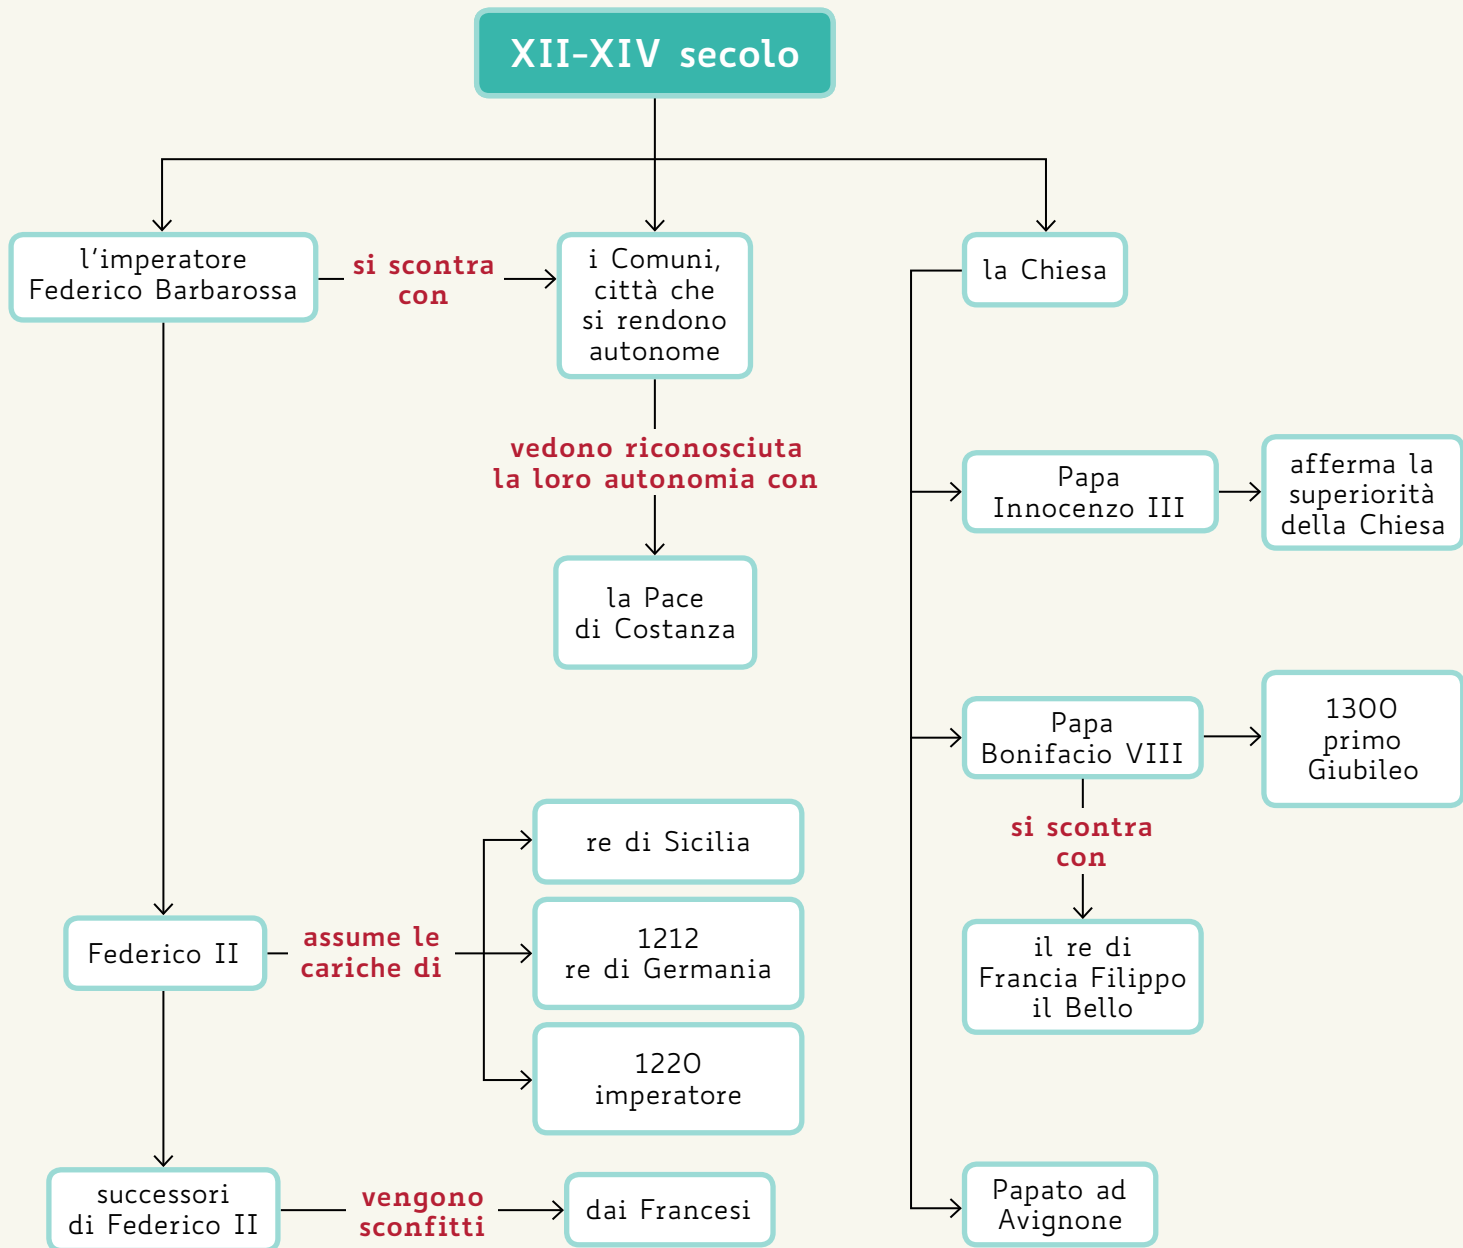 XII–XIV secolo
l'imperatore
Federico Barbarossa
si scontra
con
i Comuni,
città che
si rendono
autonome
la Chiesa
vedono riconosciuta
la loro autonomia con
la Pace
di Costanza
Papa
Innocenzo III
afferma la
superiorità
della Chiesa
Papa
Bonifacio VIII
1300
primo
Giubileo
si scontra
con
il re di
Francia Filippo
il Bello
Federico II
assume le
cariche di
re di Sicilia
1212
re di Germania
1220
imperatore
successori
di Federico II
vengono
sconfitti
dai Francesi
Papato ad
Avignone